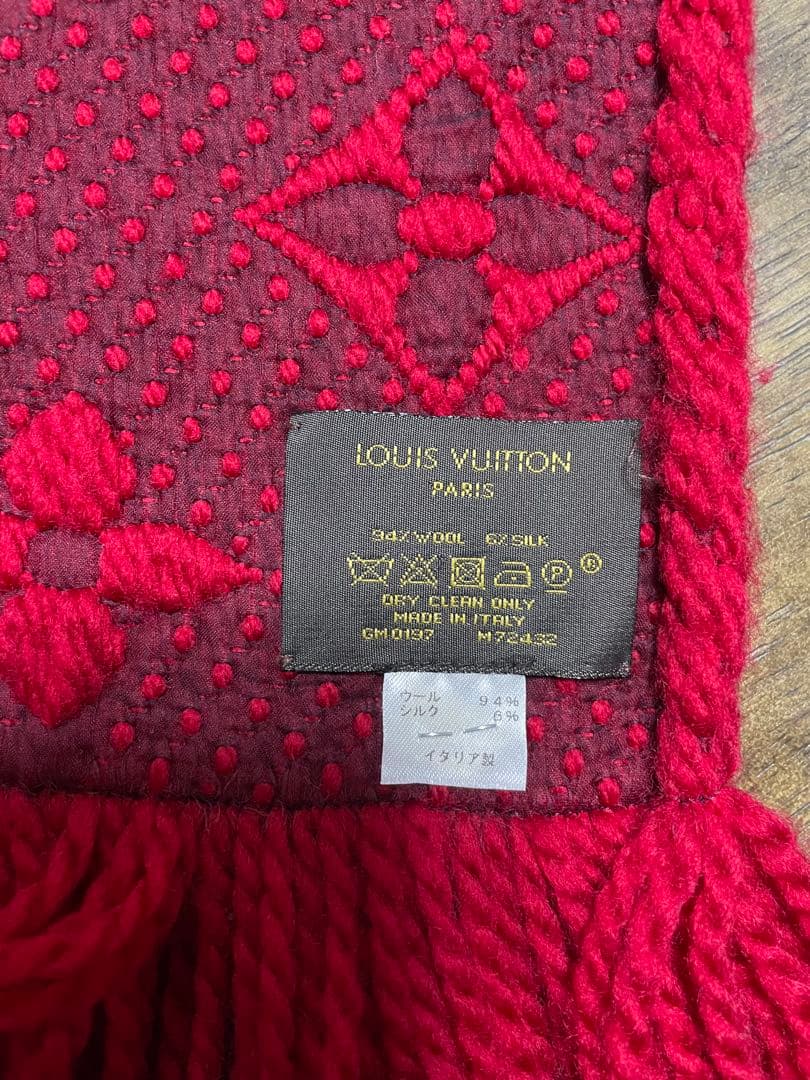 LOUIS VUITTON
PARIS
94% WOOL 6% SILK
P ®
DRY CLEAN ONLY
MADE IN ITALY
GM0197 M72432
ウール 94%
シルク 6%
イタリア製